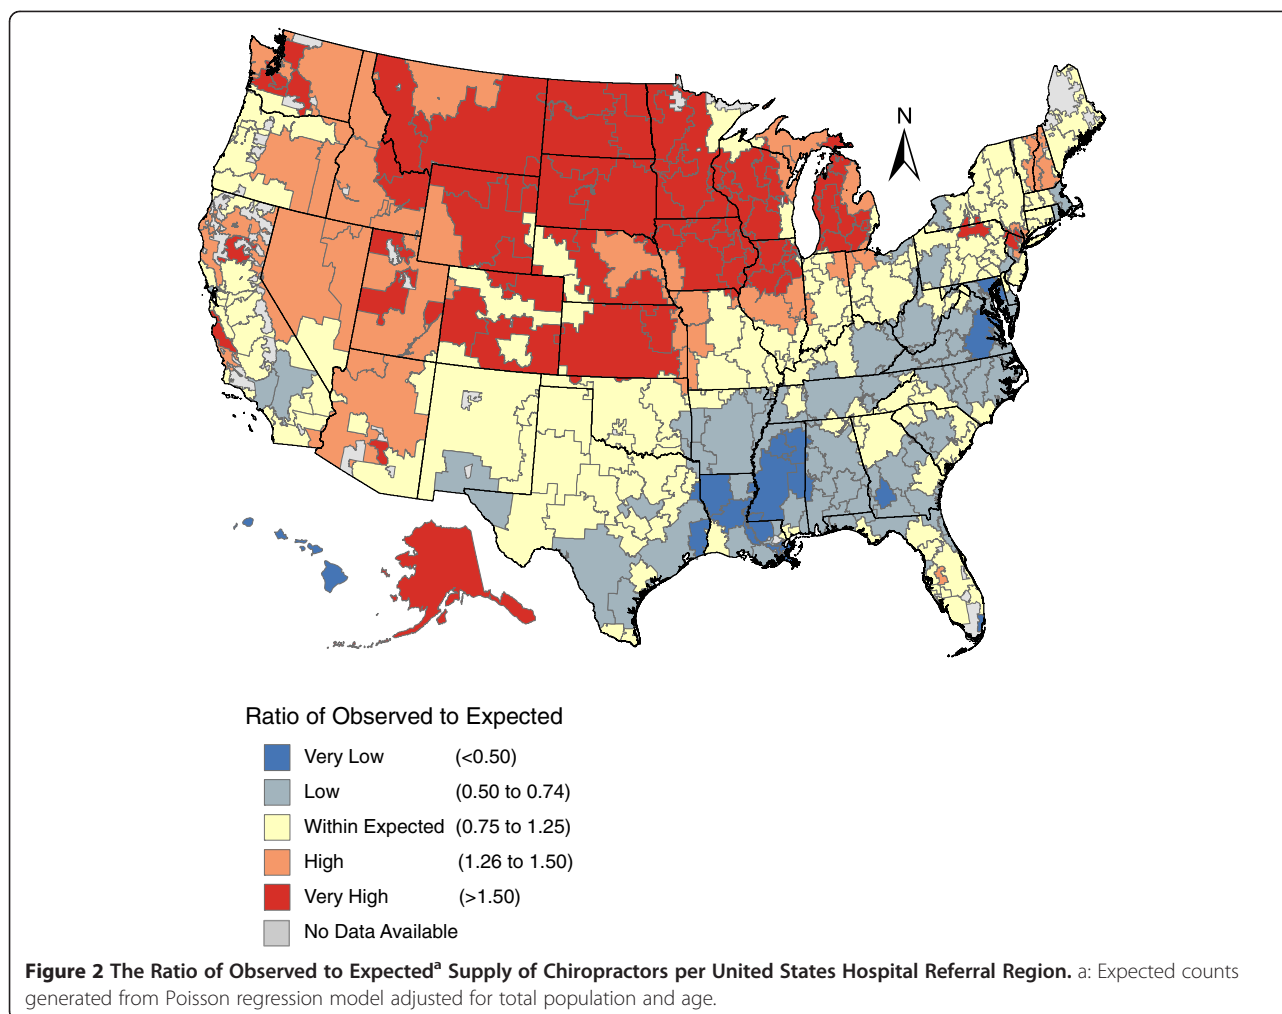 N
Ratio of Observed to Expected
Very Low (<0.50)
Low (0.50 to 0.74)
Within Expected (0.75 to 1.25)
High (1.26 to 1.50)
Very High (>1.50)
No Data Available
Figure 2 The Ratio of Observed to Expectedᵃ Supply of Chiropractors per United States Hospital Referral Region. a: Expected counts
generated from Poisson regression model adjusted for total population and age.